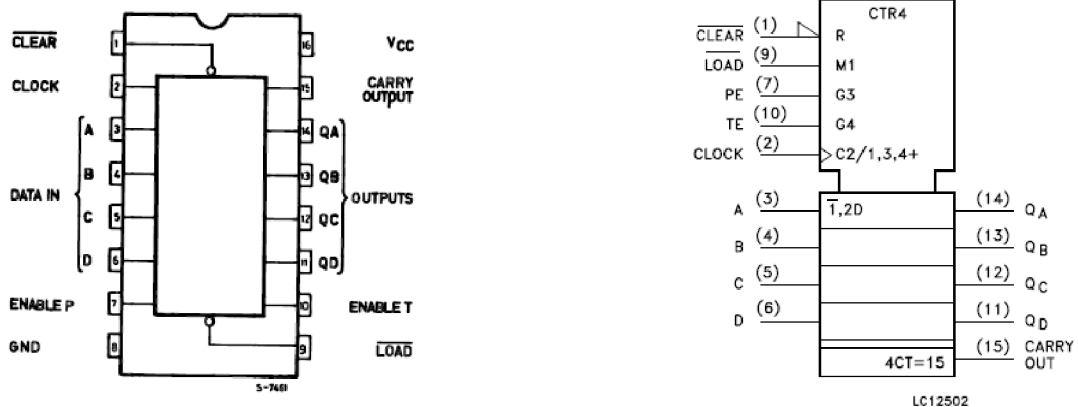 CLEAR 1 16 VCC
CLOCK 2 15 CARRY OUTPUT
A 3 14 QA
B 4 13 QB
DATA IN OUTPUTS
C 5 12 QC
D 6 11 QD
ENABLE P 7 10 ENABLE T
GND 8 9 LOAD
S-7461
CTR4
CLEAR (1) R
LOAD (9) M1
PE (7) G3
TE (10) G4
CLOCK (2) C2/1,3,4+
A (3) 1,2D (14) QA
B (4) (13) QB
C (5) (12) QC
D (6) (11) QD
4CT=15 (15) CARRY OUT
LC12502